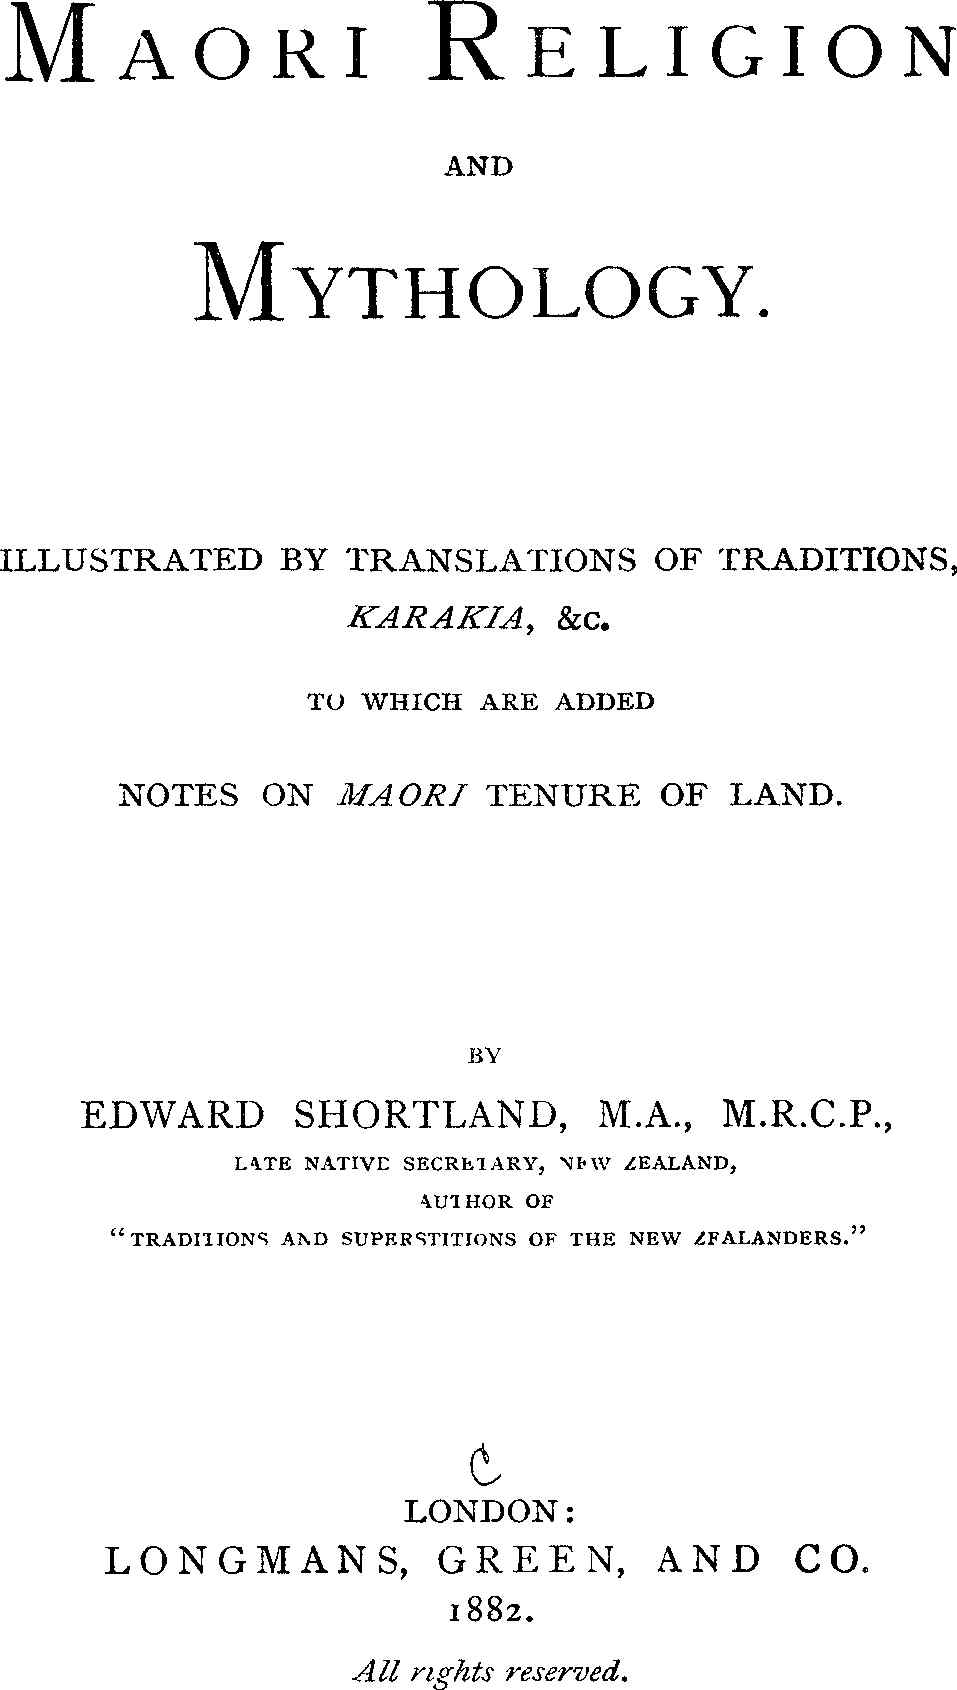 MAORI RELIGION
AND
MYTHOLOGY.
ILLUSTRATED BY TRANSLATIONS OF TRADITIONS,
KARAKIA, &c.
TO WHICH ARE ADDED
NOTES ON MAORI TENURE OF LAND.
BY
EDWARD SHORTLAND, M.A., M.R.C.P.,
LATE NATIVE SECRETARY, NEW ZEALAND,
AUTHOR OF
"TRADITIONS AND SUPERSTITIONS OF THE NEW ZEALANDERS."
C
LONDON:
LONGMANS, GREEN, AND CO.
1882.
All rights reserved.